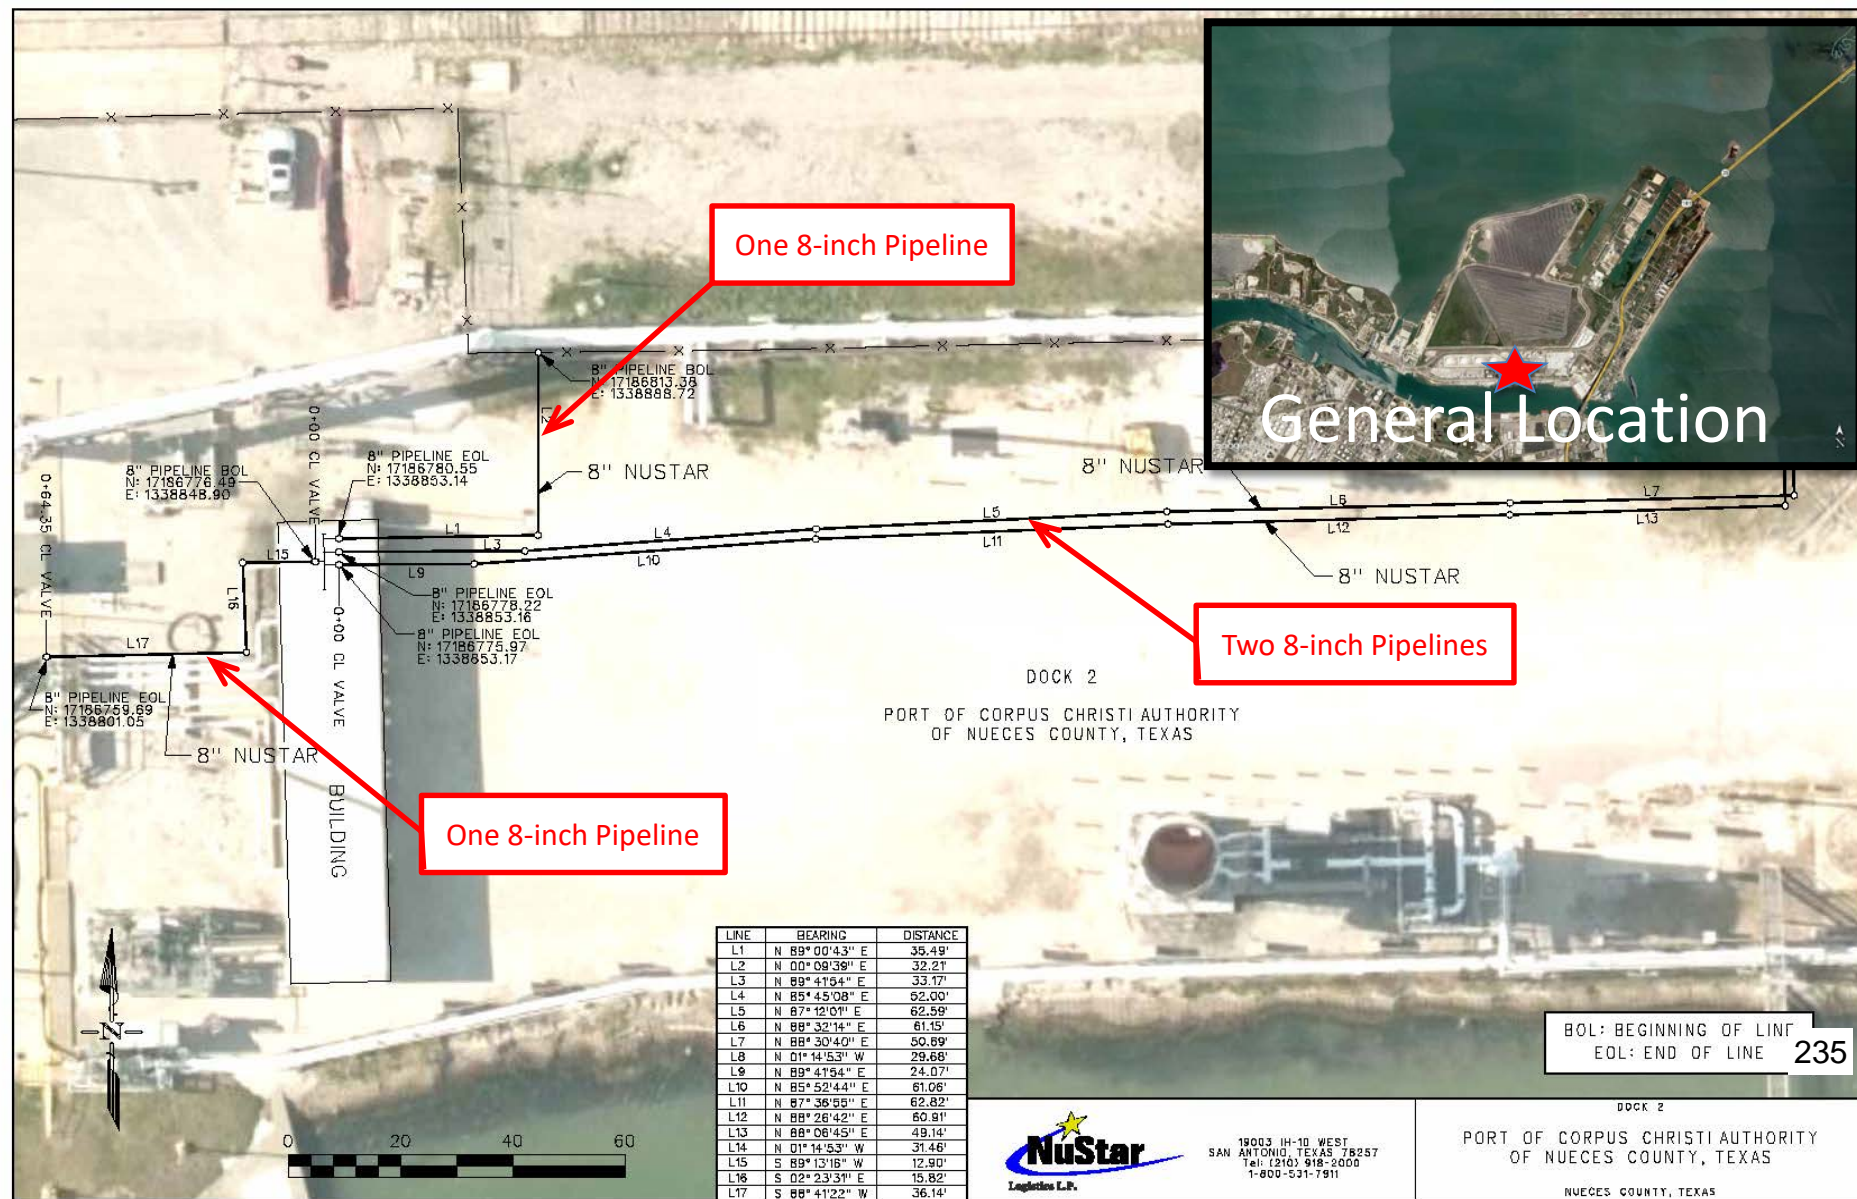 One 8-inch Pipeline
General Location
8" PIPELINE BOL
N: 17186813.38
E: 1338888.72
L2
0+00 CL VALVE
8" PIPELINE EOL
N: 17186780.55
E: 1338853.14
8" PIPELINE BOL
N: 17186776.49
E: 1338848.90
0+64.35 CL VALVE
8" NUSTAR
8" NUSTAR
L1
L3
L4
L5
L6
L7
L9
L10
L11
L12
L13
L15
L16
L17
8" NUSTAR
8" PIPELINE EOL
N: 17186778.22
E: 1338853.16
8" PIPELINE EOL
N: 17186775.97
E: 1338853.17
0+00 CL VALVE
Two 8-inch Pipelines
8" PIPELINE EOL
N: 17186759.69
E: 1338801.05
8" NUSTAR
DOCK 2
PORT OF CORPUS CHRISTI AUTHORITY
OF NUECES COUNTY, TEXAS
BUILDING
One 8-inch Pipeline
LINE BEARING DISTANCE
L1 N 89°00'43" E 35.49'
L2 N 00°09'39" E 32.21'
L3 N 89°41'54" E 33.17'
L4 N 85°45'08" E 52.00'
L5 N 87°12'01" E 62.59'
L6 N 88°32'14" E 61.15'
L7 N 88°30'40" E 50.69'
L8 N 01°14'53" W 29.68'
L9 N 89°41'54" E 24.07'
L10 N 85°52'44" E 61.06'
L11 N 87°36'55" E 62.82'
L12 N 88°26'42" E 60.91'
L13 N 88°06'45" E 49.14'
L14 N 01°14'53" W 31.46'
L15 S 89°13'16" W 12.90'
L16 S 02°23'31" E 15.82'
L17 S 88°41'22" W 36.14'
N
0 20 40 60
BOL: BEGINNING OF LINE
EOL: END OF LINE
235
NuStar
Logistics L.P.
19003 IH-10 WEST
SAN ANTONIO, TEXAS 78257
Tel: (210) 918-2000
1-800-531-7911
DOCK 2
PORT OF CORPUS CHRISTI AUTHORITY
OF NUECES COUNTY, TEXAS
NUECES COUNTY, TEXAS